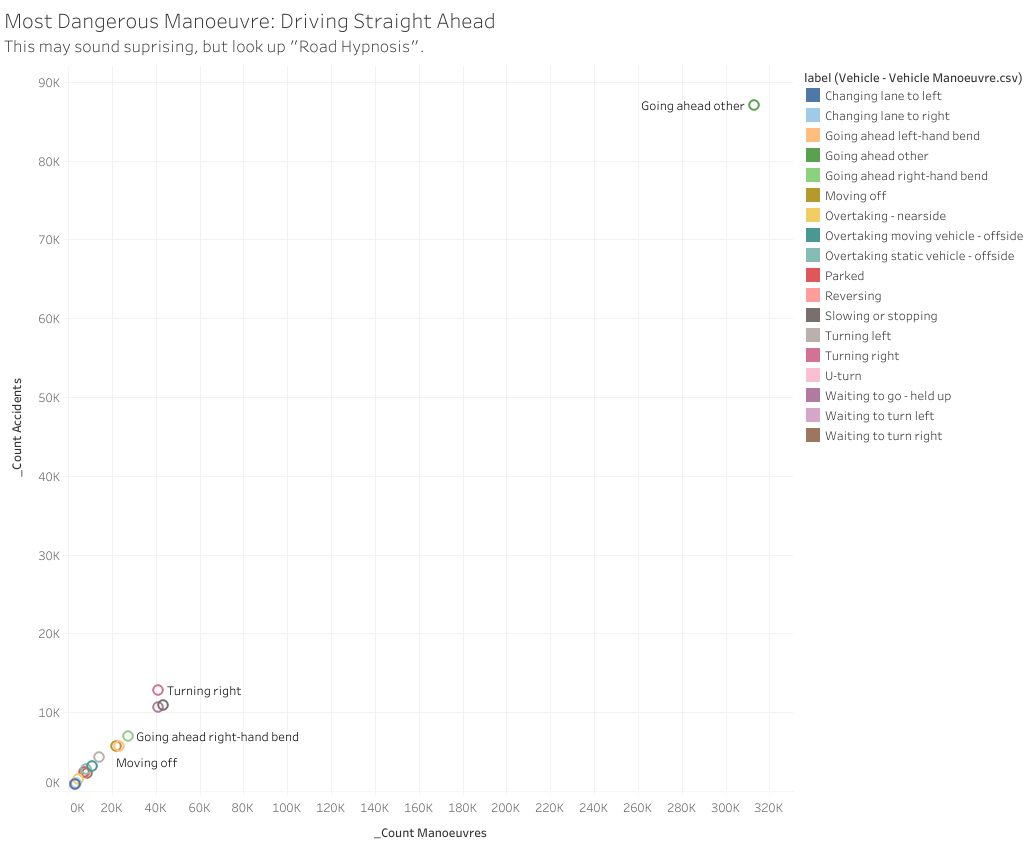 Most Dangerous Manoeuvre: Driving Straight Ahead
This may sound suprising, but look up "Road Hypnosis".
label (Vehicle - Vehicle Manoeuvre.csv)
Changing lane to left
Changing lane to right
Going ahead left-hand bend
Going ahead other
Going ahead right-hand bend
Moving off
Overtaking - nearside
Overtaking moving vehicle - offside
Overtaking static vehicle - offside
Parked
Reversing
Slowing or stopping
Turning left
Turning right
U-turn
Waiting to go - held up
Waiting to turn left
Waiting to turn right
_Count Accidents
90K
80K
70K
60K
50K
40K
30K
20K
10K
0K
Going ahead other
Turning right
Going ahead right-hand bend
Moving off
0K 20K 40K 60K 80K 100K 120K 140K 160K 180K 200K 220K 240K 260K 280K 300K 320K
_Count Manoeuvres